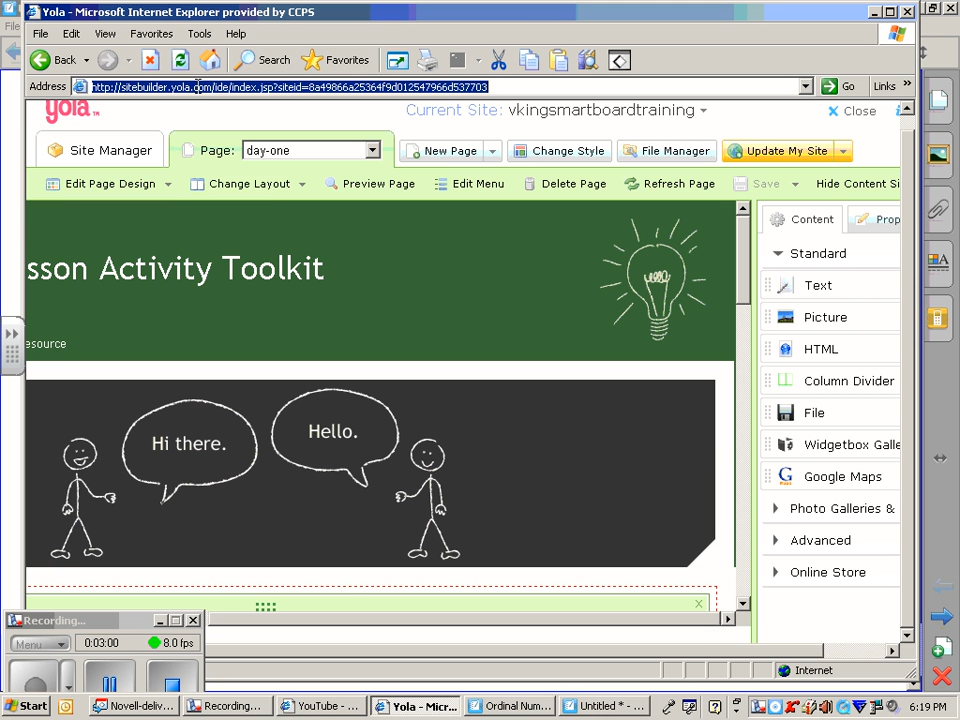 Yola - Microsoft Internet Explorer provided by CCPS
File Edit View Favorites Tools Help
Back Search Favorites
Address http://sitebuilder.yola.com/ide/index.jsp?siteid=8a49866a25364f9d012547966d537703 Go Links »
yola™ Current Site: vkingsmartboardtraining Close
Site Manager Page: day-one New Page Change Style File Manager Update My Site
Edit Page Design Change Layout Preview Page Edit Menu Delete Page Refresh Page Save Hide Content Si
Content Prop
sson Activity Toolkit
Standard
Text
Picture
esource
HTML
Column Divider
File
Hi there. Hello.
Widgetbox Galle
Google Maps
Photo Galleries &
Advanced
Online Store
Recording...
Menu 0:03:00 8.0 fps
Internet
Start Novell-deliv... Recording... YouTube - ... Yola - Micr... Ordinal Num... Untitled * - ... 6:19 PM